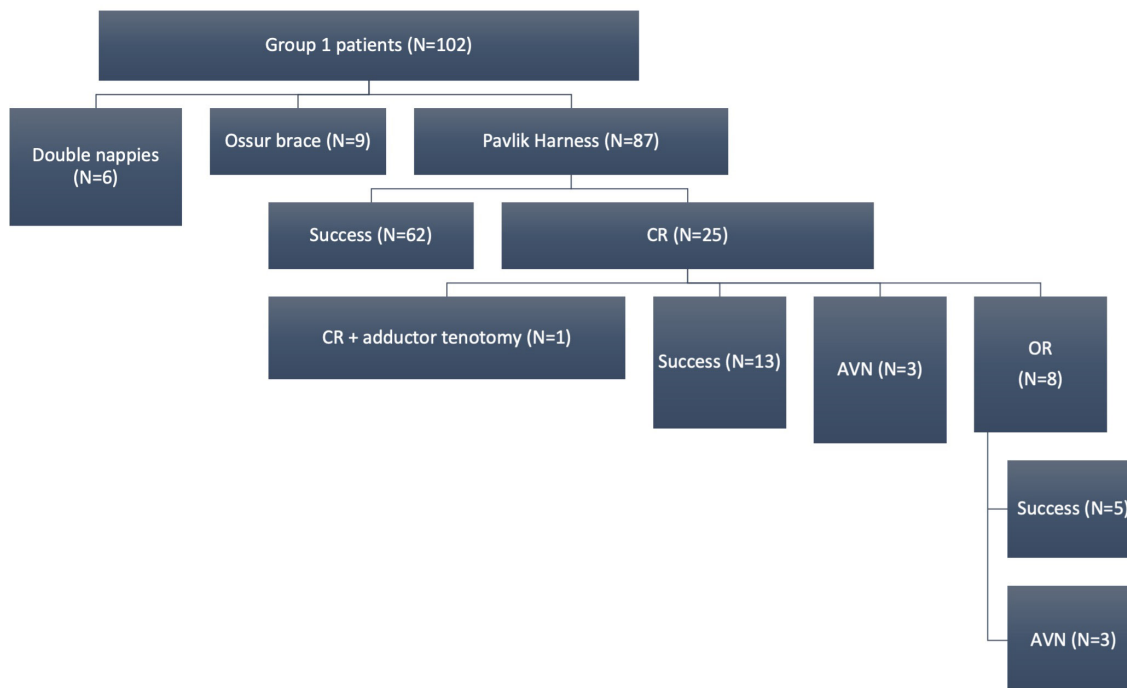 Group 1 patients (N=102)
Double nappies
(N=6)
Ossur brace (N=9)
Pavlik Harness (N=87)
Success (N=62)
CR (N=25)
CR + adductor tenotomy (N=1)
Success (N=13)
AVN (N=3)
OR
(N=8)
Success (N=5)
AVN (N=3)